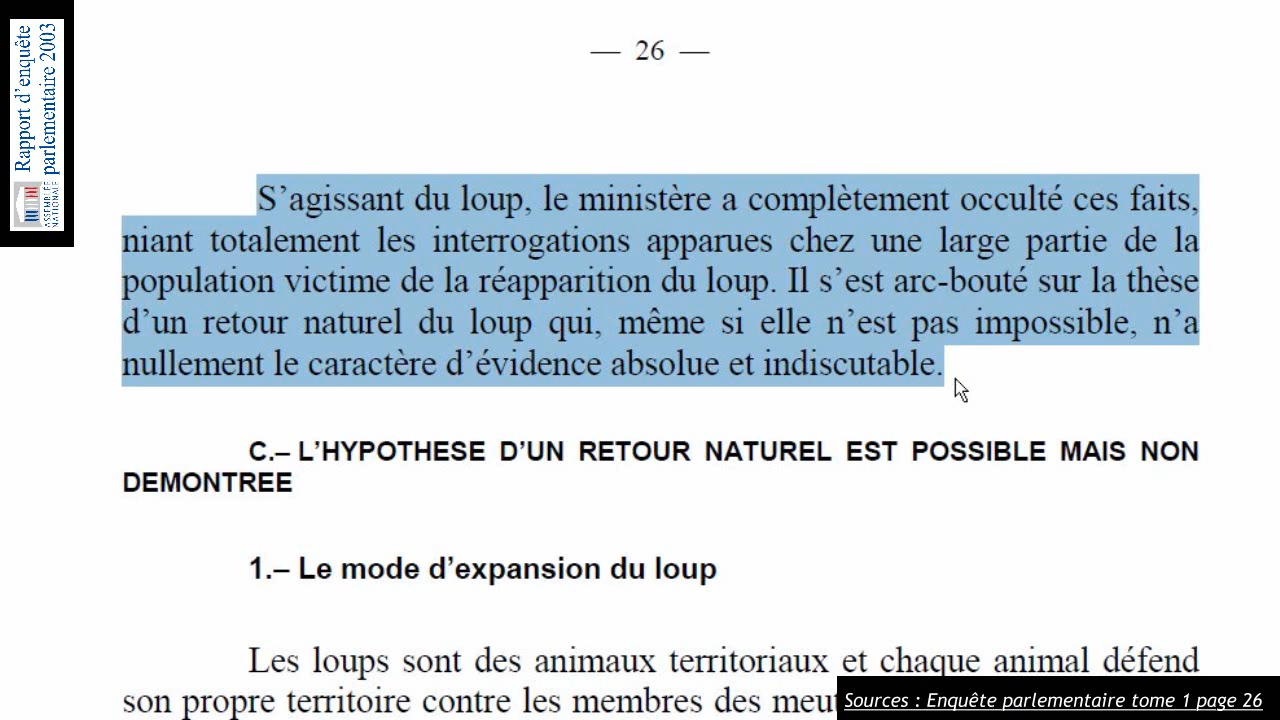 Rapport d'enquête
parlementaire 2003
ASSEMBLÉE
NATIONALE
— 26 —
S'agissant du loup, le ministère a complètement occulté ces faits,
niant totalement les interrogations apparues chez une large partie de la
population victime de la réapparition du loup. Il s'est arc-bouté sur la thèse
d'un retour naturel du loup qui, même si elle n'est pas impossible, n'a
nullement le caractère d'évidence absolue et indiscutable.
C.– L'HYPOTHESE D'UN RETOUR NATUREL EST POSSIBLE MAIS NON
DEMONTREE
1.– Le mode d'expansion du loup
Les loups sont des animaux territoriaux et chaque animal défend
son propre territoire contre les membres des meut
Sources : Enquête parlementaire tome 1 page 26